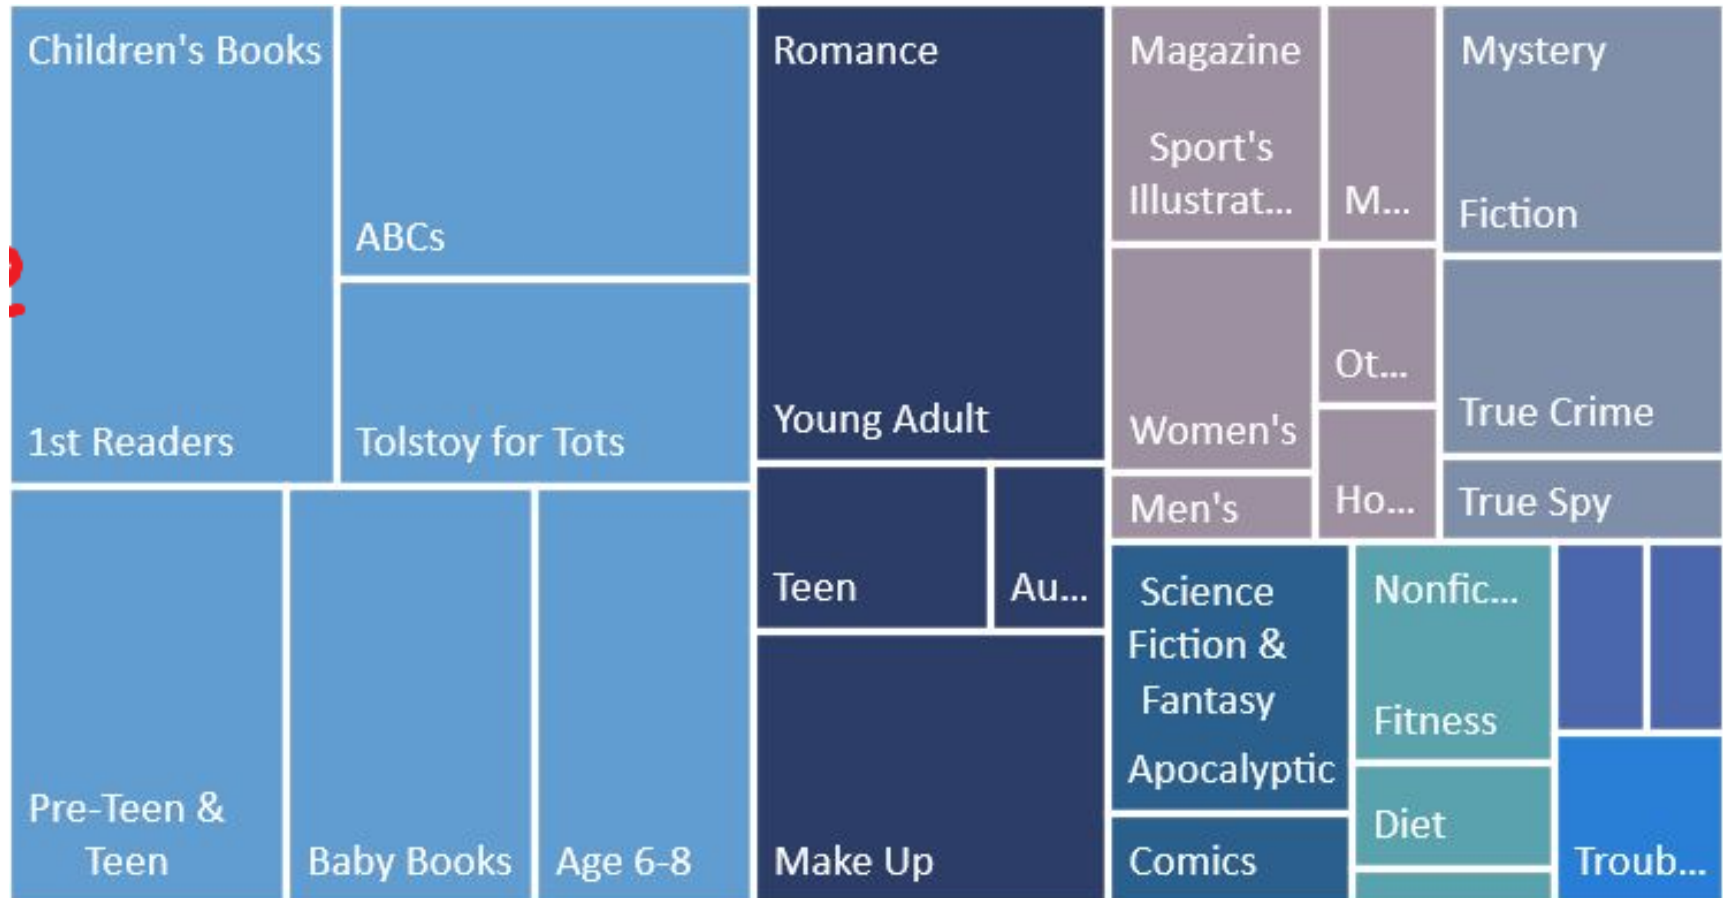 Children's Books
1st Readers
ABCs
Tolstoy for Tots
Pre-Teen &
Teen
Baby Books
Age 6-8
Romance
Young Adult
Teen
Au...
Make Up
Magazine
Sport's
Illustrat...
M...
Women's
Ot...
Men's
Ho...
Mystery
Fiction
True Crime
True Spy
Science
Fiction &
Fantasy
Apocalyptic
Comics
Nonfic...
Fitness
Diet
Troub...